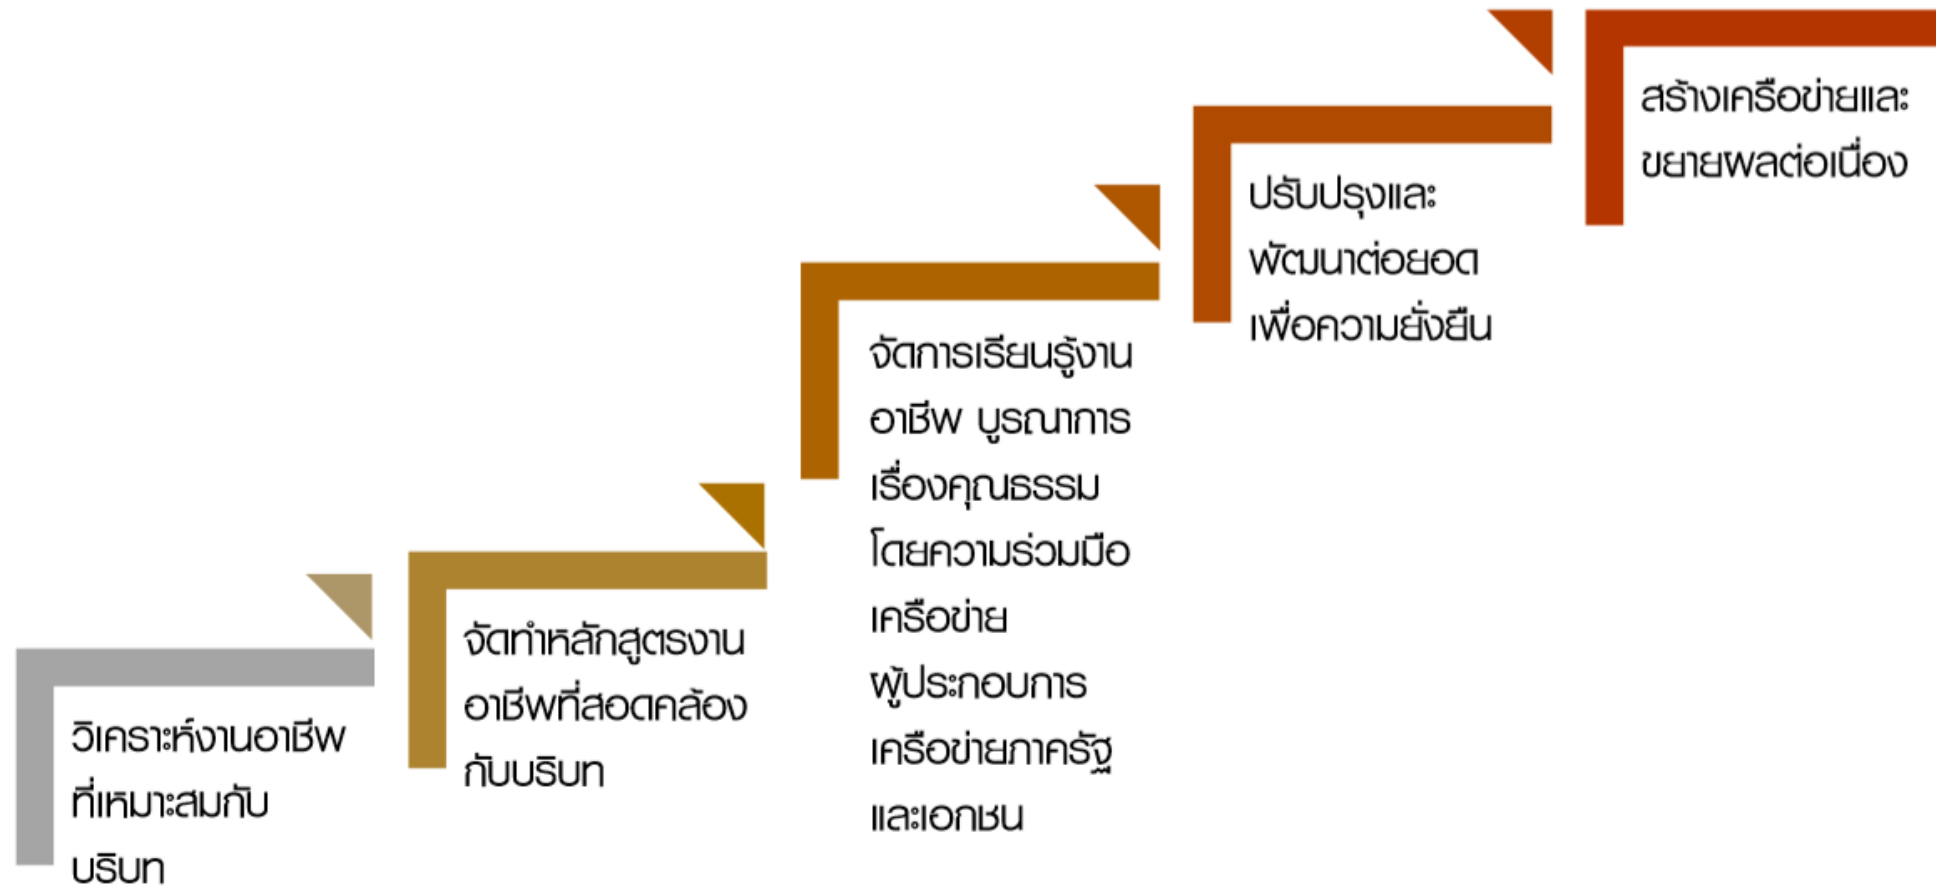 วิเคราะห์งานอาชีพ
ที่เหมาะสมกับ
บริบท
จัดทำหลักสูตรงาน
อาชีพที่สอดคล้อง
กับบริบท
จัดการเรียนรู้งาน
อาชีพ บูรณาการ
เรื่องคุณธรรม
โดยความร่วมมือ
เครือข่าย
ผู้ประกอบการ
เครือข่ายภาครัฐ
และเอกชน
ปรับปรุงและ
พัฒนาต่อยอด
เพื่อความยั่งยืน
สร้างเครือข่ายและ
ขยายผลต่อเนื่อง